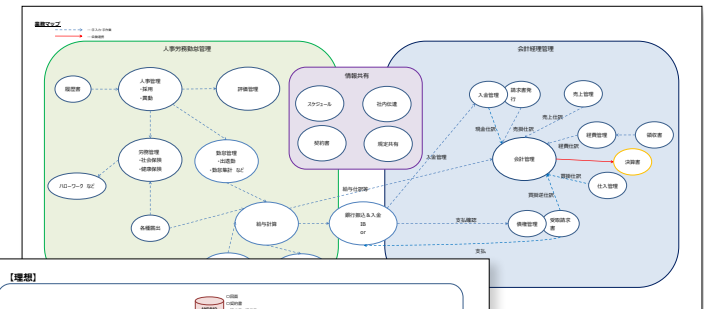 業務マップ
人事労務勤怠管理
会計経理管理
情報共有
スケジュール
社内伝達
契約書
規定共有
履歴書
人事管理
・採用
・異動
評価管理
労務管理
・社会保険
・健康保険
勤怠管理
・出退勤
・勤怠集計 など
ハローワーク など
各種届出
給与計算
給与仕訳等
銀行振込＆入金
IB
or
入金管理
入金管理
請求書発
行
売上管理
売上仕訳
現金仕訳
売掛仕訳
経費管理
領収書
経費仕訳
会計管理
決算書
買掛仕訳
仕入管理
買掛逆仕訳
支払確認
債権管理
受取請求
書
支払
【理想】